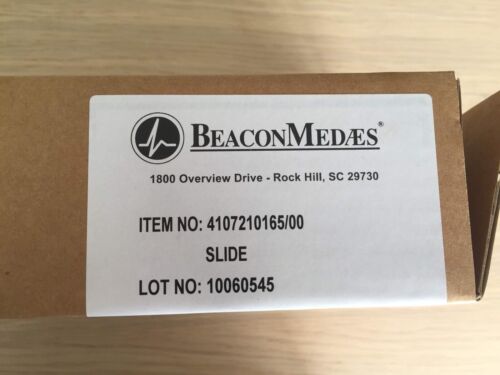 BEACONMEDÆS®
1800 Overview Drive - Rock Hill, SC 29730
ITEM NO: 4107210165/00
SLIDE
LOT NO: 10060545